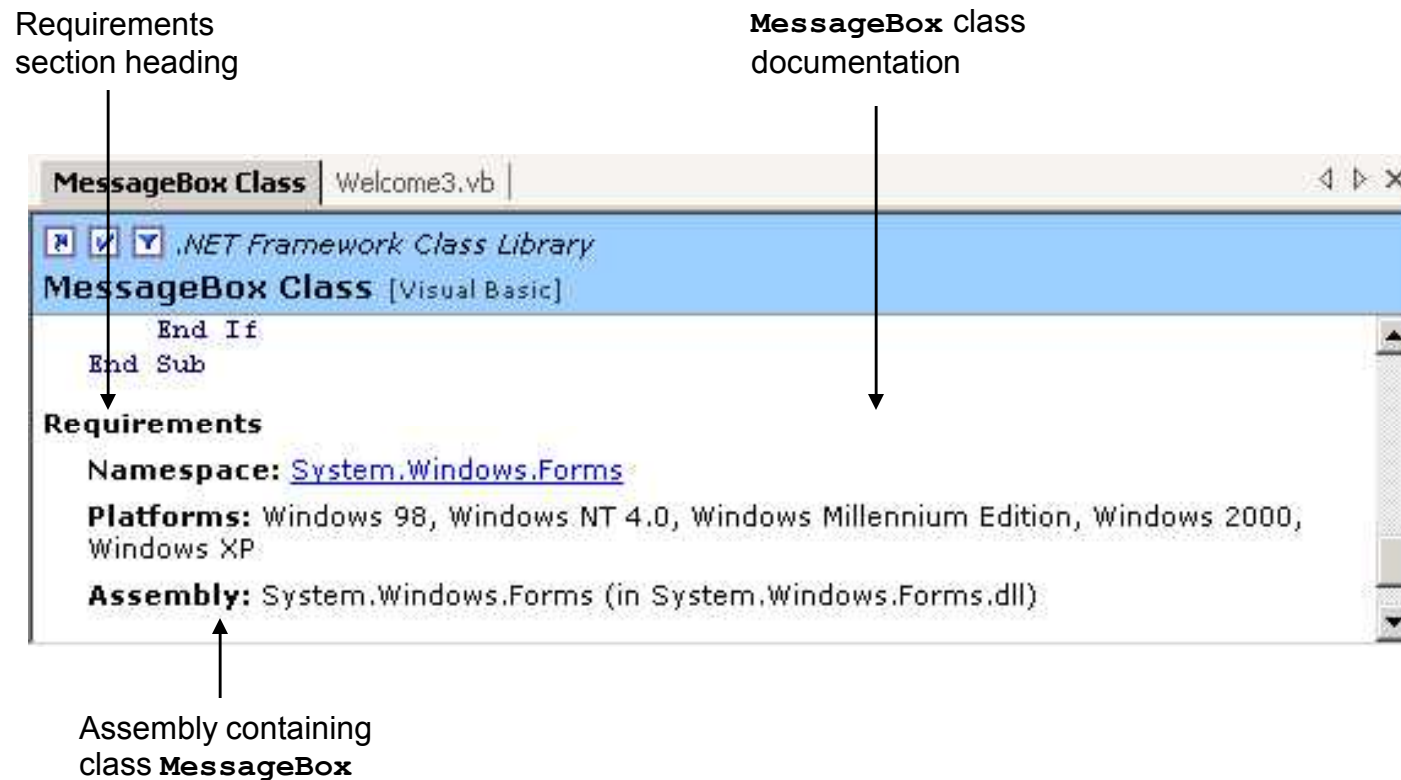 Requirements
section heading
MessageBox class
documentation
MessageBox Class Welcome3.vb
.NET Framework Class Library
MessageBox Class [Visual Basic]
End If
End Sub
Requirements
Namespace: System.Windows.Forms
Platforms: Windows 98, Windows NT 4.0, Windows Millennium Edition, Windows 2000,
Windows XP
Assembly: System.Windows.Forms (in System.Windows.Forms.dll)
Assembly containing
class MessageBox